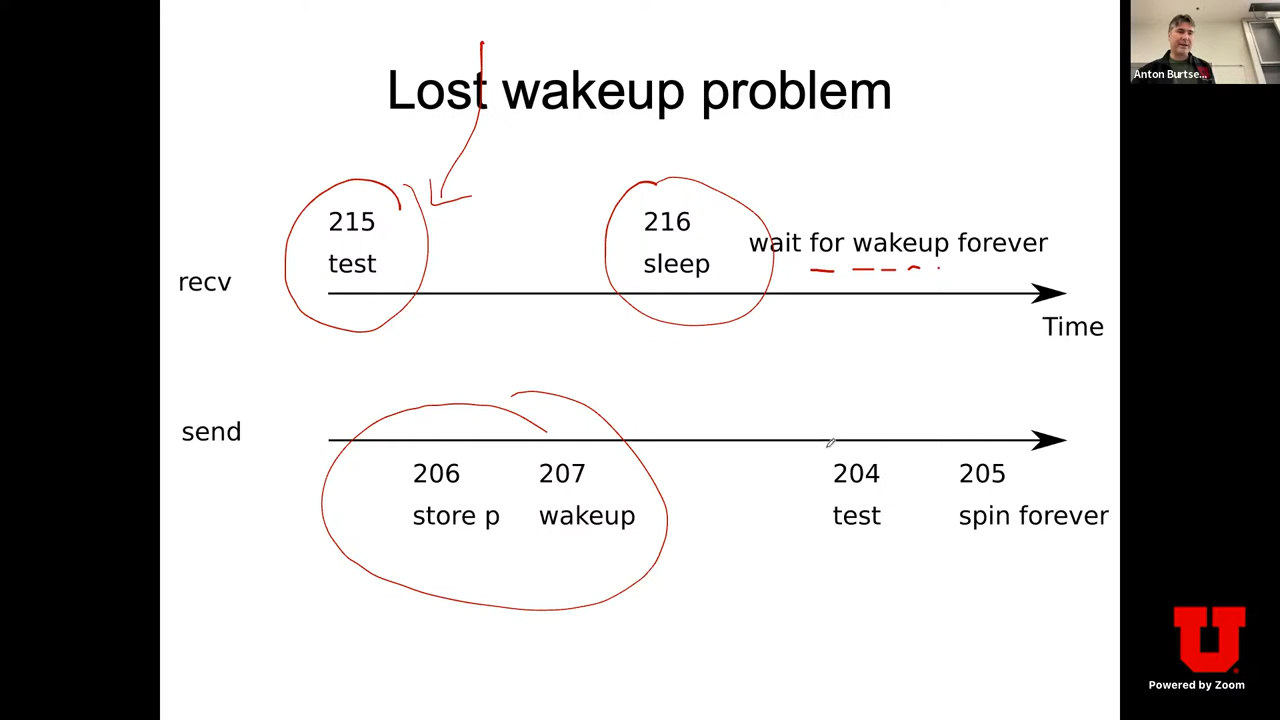 Anton Burtse...
Lost wakeup problem
215
216
test
sleep
wait for wakeup forever
recv
Time
send
206
207
204
205
store p
wakeup
test
spin forever
U
Powered by Zoom